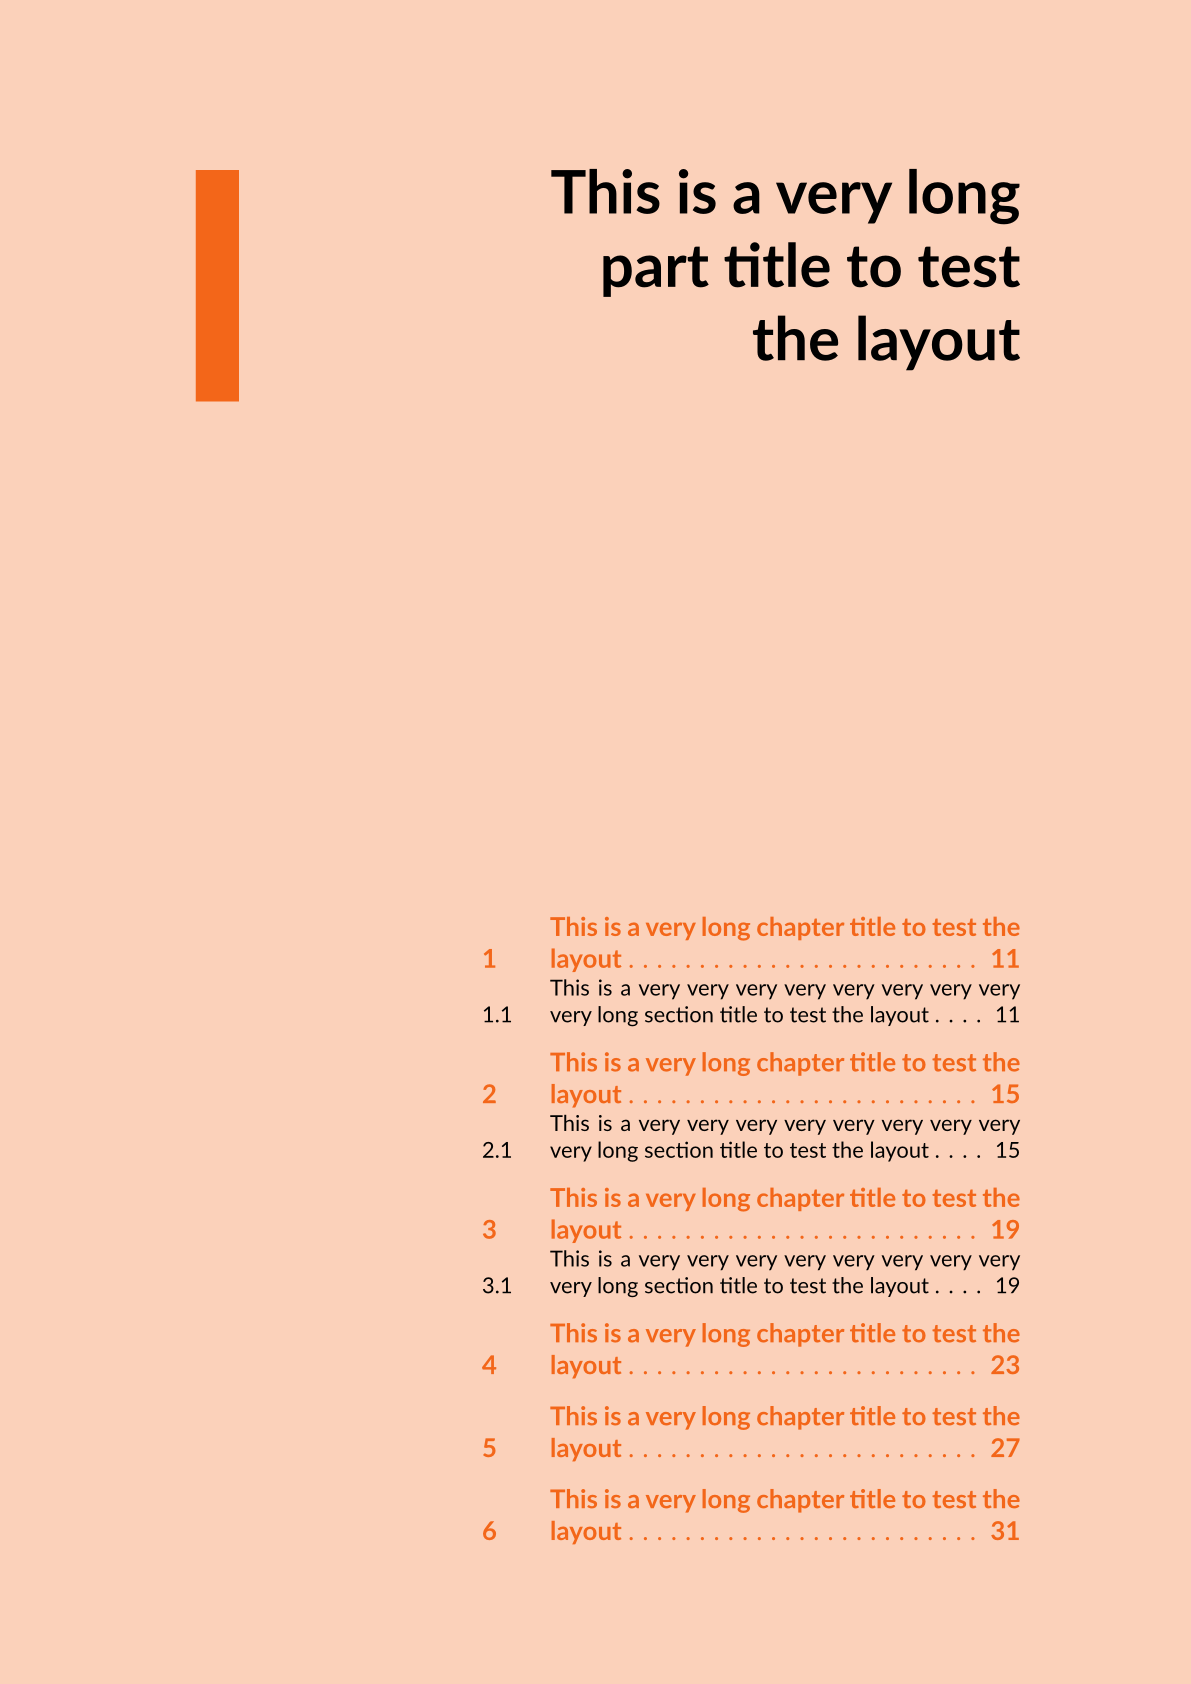 I
This is a very long
part title to test
the layout
This is a very long chapter title to test the
1 layout . . . . . . . . . . . . . . . . . . . . . . . . . 11
This is a very very very very very very very very
1.1 very long section title to test the layout . . . . 11
This is a very long chapter title to test the
2 layout . . . . . . . . . . . . . . . . . . . . . . . . . 15
This is a very very very very very very very very
2.1 very long section title to test the layout . . . . 15
This is a very long chapter title to test the
3 layout . . . . . . . . . . . . . . . . . . . . . . . . . 19
This is a very very very very very very very very
3.1 very long section title to test the layout . . . . 19
This is a very long chapter title to test the
4 layout . . . . . . . . . . . . . . . . . . . . . . . . . 23
This is a very long chapter title to test the
5 layout . . . . . . . . . . . . . . . . . . . . . . . . . 27
This is a very long chapter title to test the
6 layout . . . . . . . . . . . . . . . . . . . . . . . . . 31